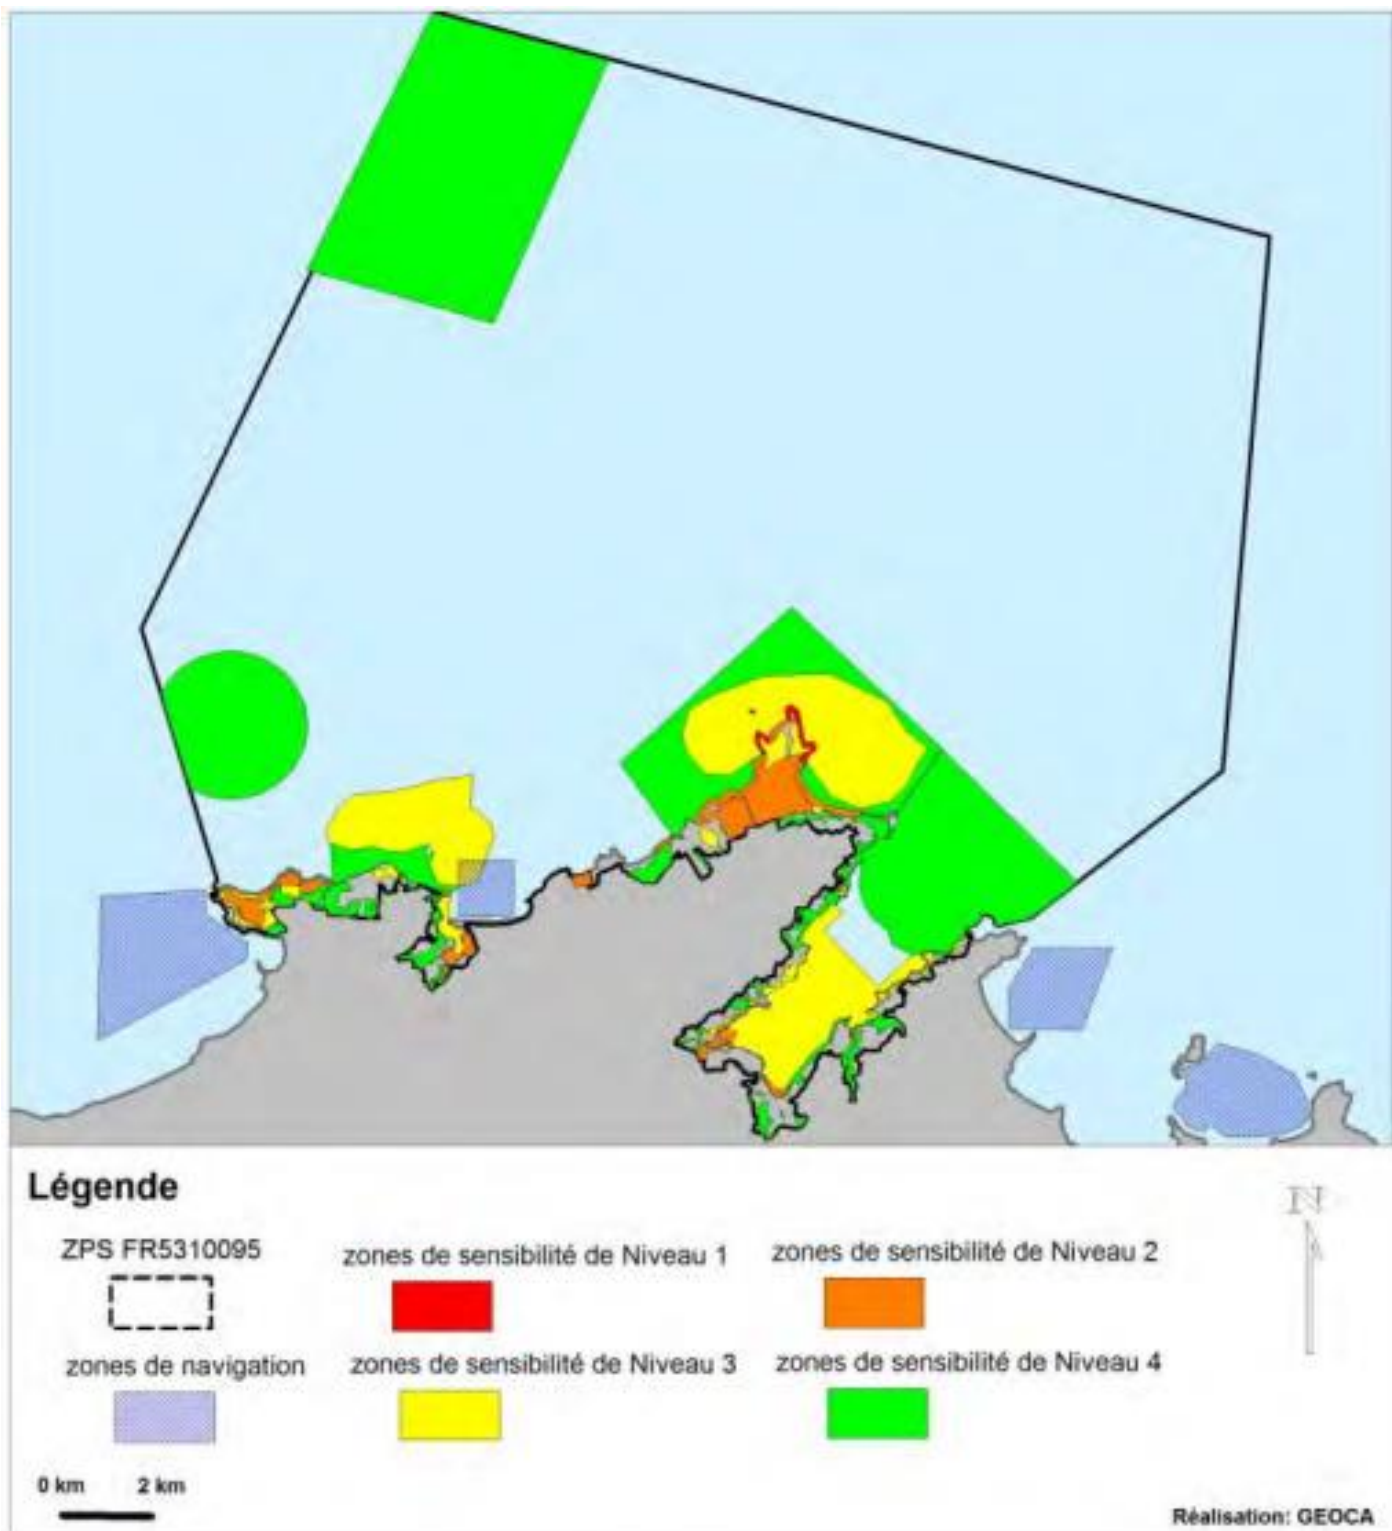 Légende
N
ZPS FR5310095
zones de sensibilité de Niveau 1
zones de sensibilité de Niveau 2
zones de navigation
zones de sensibilité de Niveau 3
zones de sensibilité de Niveau 4
0 km 2 km
Réalisation: GEOCA